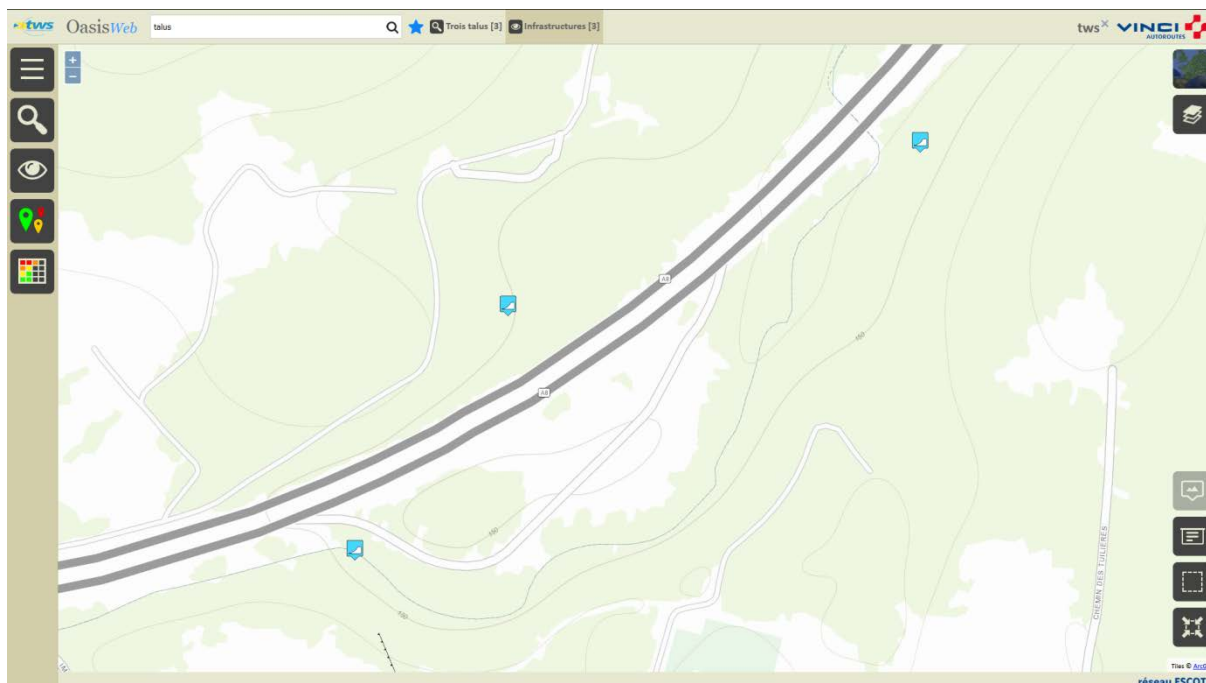 tws OasisWeb talus Trois talus [3] Infrastructures [3] tws× VINCI
AUTOROUTES
+
−
A8
150
A8
150
CHEMIN DES TUILIERES
150
Tiles © ArcG
réseau ESCOT